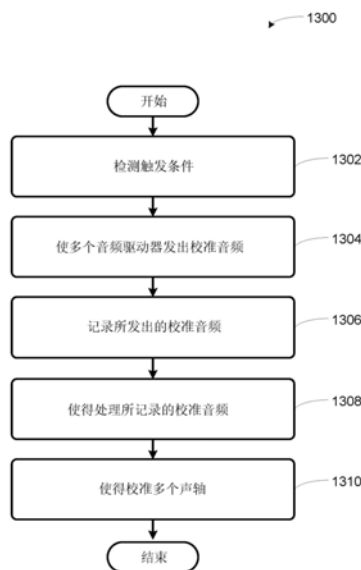 1300
开始
检测触发条件
1302
使多个音频驱动器发出校准音频
1304
记录所发出的校准音频
1306
使得处理所记录的校准音频
1308
使得校准多个声轴
1310
结束